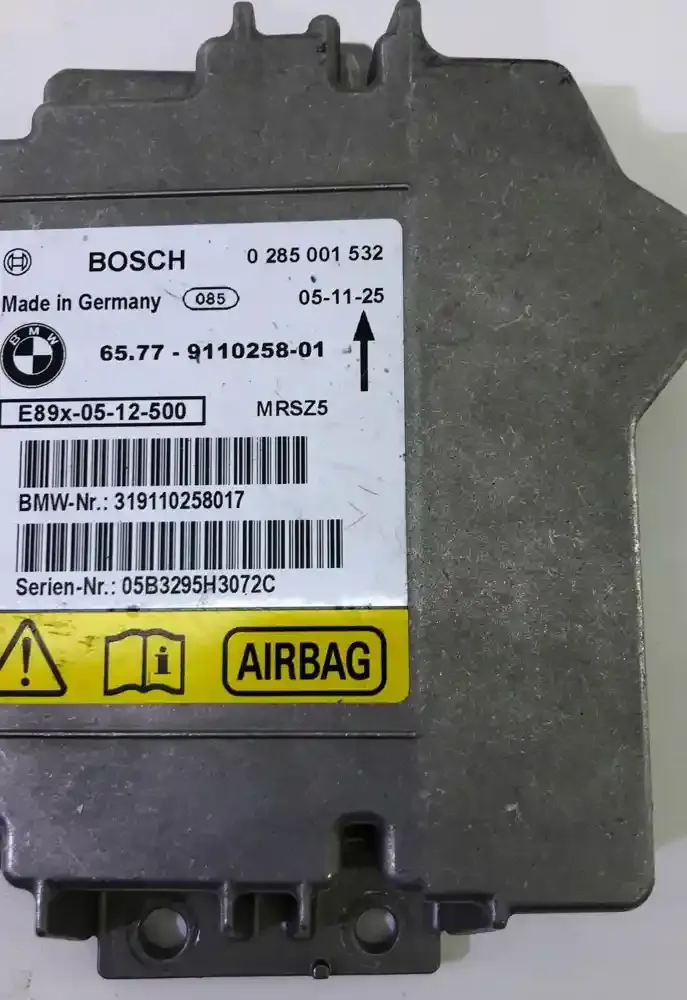 BOSCH 0 285 001 532
Made in Germany 085 05-11-25
BMW 65.77 - 9110258-01
E89x-05-12-500 MRSZ5
BMW-Nr.: 319110258017
Serien-Nr.: 05B3295H3072C
AIRBAG